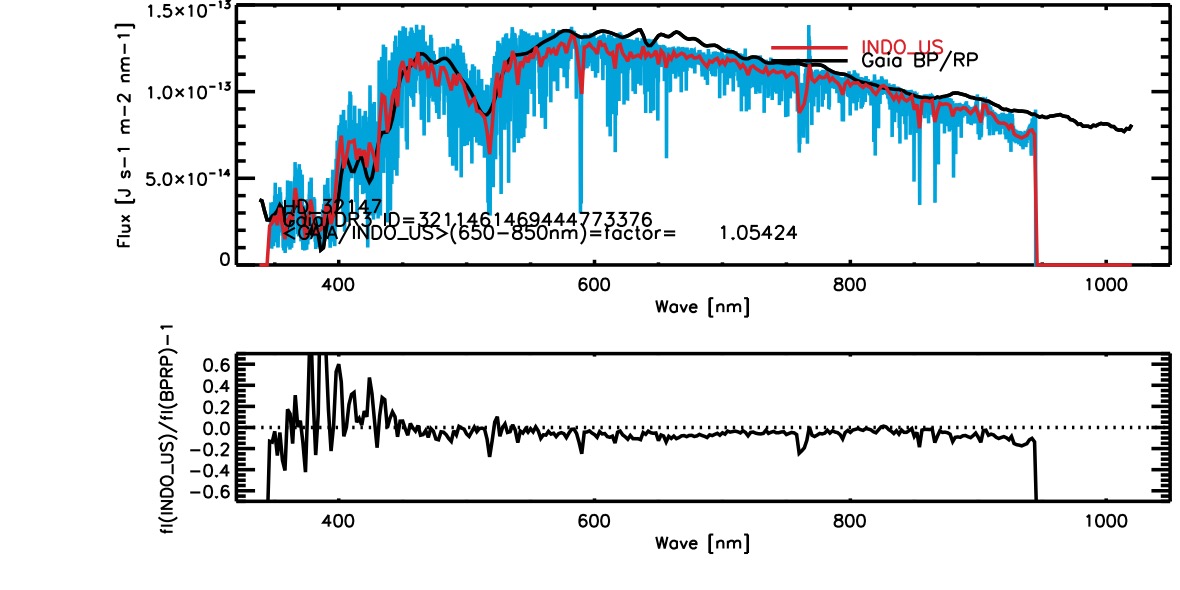 1.5×10−13
1.0×10−13
5.0×10−14
0
Flux [J s−1 m−2 nm−1]
INDO_US
Gaia BP/RP
HD_32147
Gaia DR3 ID=3211461469444773376
<GAIA/INDO_US>(650−850nm)=factor= 1.05424
400 600 800 1000
Wave [nm]
fl(INDO_US)/fl(BPRP)−1
0.6
0.4
0.2
0.0
−0.2
−0.4
−0.6
400 600 800 1000
Wave [nm]